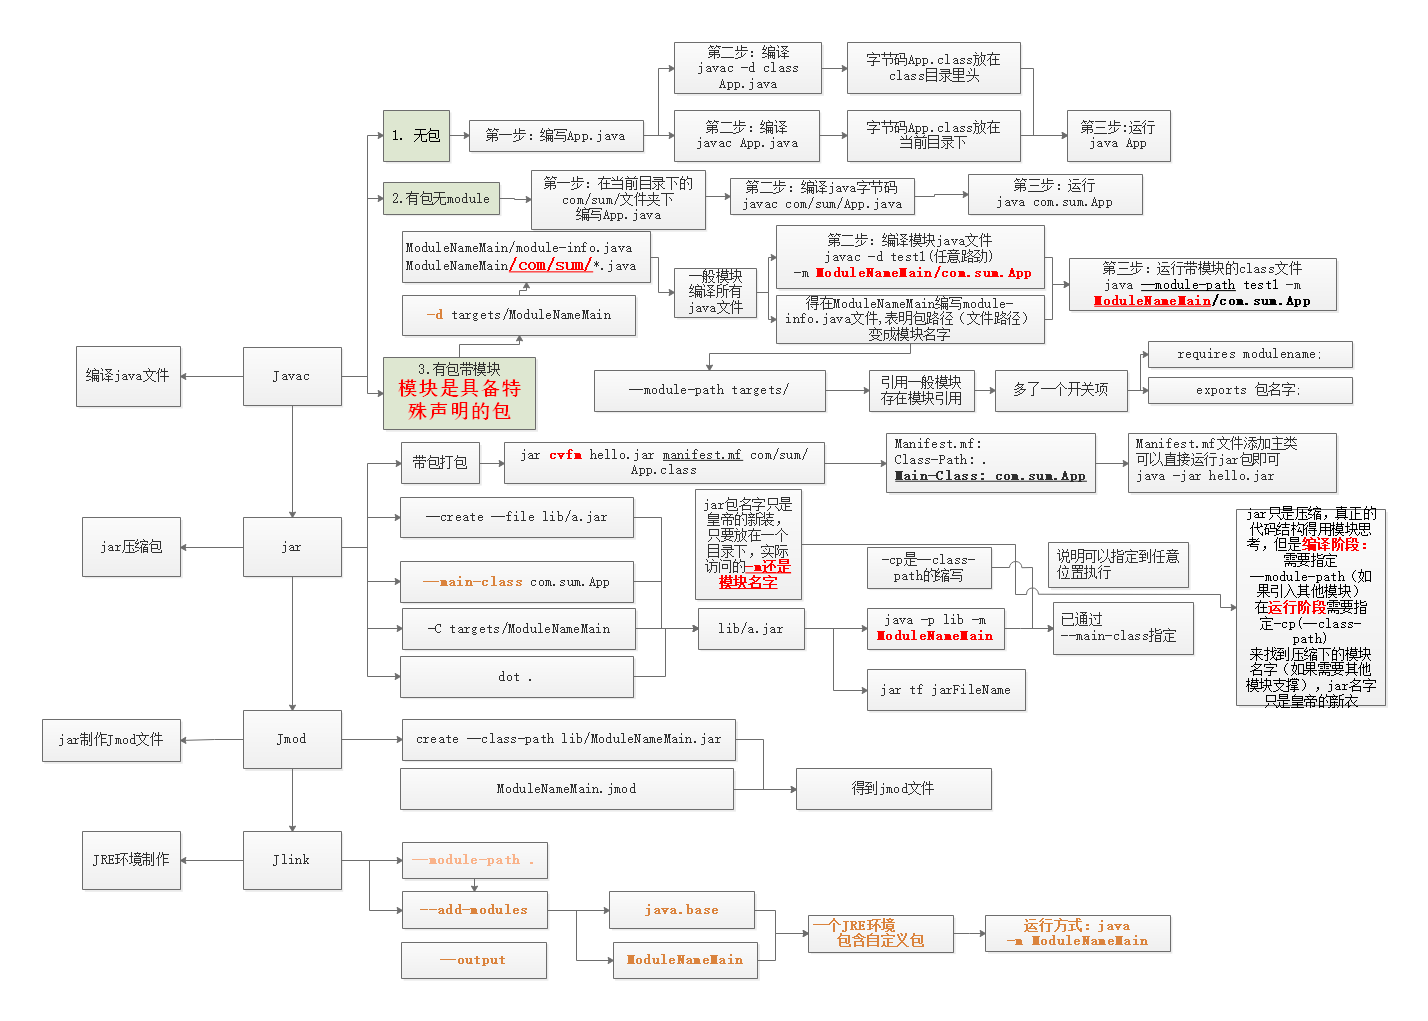 第二步：编译
javac -d class
App.java
字节码App.class放在
class目录里头
1. 无包
第一步：编写App.java
第二步：编译
javac App.java
字节码App.class放在
当前目录下
第三步:运行
java App
2.有包无module
第一步：在当前目录下的
com/sum/文件夹下
编写App.java
第二步：编译java字节码
javac com/sum/App.java
第三步：运行
java com.sum.App
ModuleNameMain/module-info.java
ModuleNameMain/com/sum/*.java
一般模块
编译所有
java文件
第二步：编译模块java文件
javac -d test1(任意路劲)
-m ModuleNameMain/com.sum.App
第三步：运行带模块的class文件
java —module-path test1 -m
ModuleNameMain/com.sum.App
-d targets/ModuleNameMain
得在ModuleNameMain编写module-
info.java文件,表明包路径（文件路径）
变成模块名字
编译java文件
Javac
3.有包带模块
模块是具备特
殊声明的包
—module-path targets/
引用一般模块
存在模块引用
多了一个开关项
requires modulename;
exports 包名字;
带包打包
jar cvfm hello.jar manifest.mf com/sum/
App.class
Manifest.mf:
Class-Path: .
Main-Class: com.sum.App
Manifest.mf文件添加主类
可以直接运行jar包即可
java -jar hello.jar
jar压缩包
jar
—create —file lib/a.jar
jar包名字只是
皇帝的新装，
只要放在一个
目录下，实际
访问的-m还是
模块名字
—main-class com.sum.App
-cp是—class-
path的缩写
说明可以指定到任意
位置执行
jar只是压缩，真正的
代码结构得用模块思
考，但是编译阶段：
需要指定
—module-path（如
果引入其他模块）
在运行阶段需要指
定-cp(—class-
path)
来找到压缩下的模块
名字（如果需要其他
模块支撑），jar名字
只是皇帝的新衣
-C targets/ModuleNameMain
lib/a.jar
java -p lib -m
ModuleNameMain
已通过
--main-class指定
dot .
jar tf jarFileName
jar制作Jmod文件
Jmod
create —class-path lib/ModuleNameMain.jar
ModuleNameMain.jmod
得到jmod文件
JRE环境制作
Jlink
—module-path .
--add-modules
java.base
—output
ModuleNameMain
一个JRE环境
包含自定义包
运行方式：java
-m ModuleNameMain